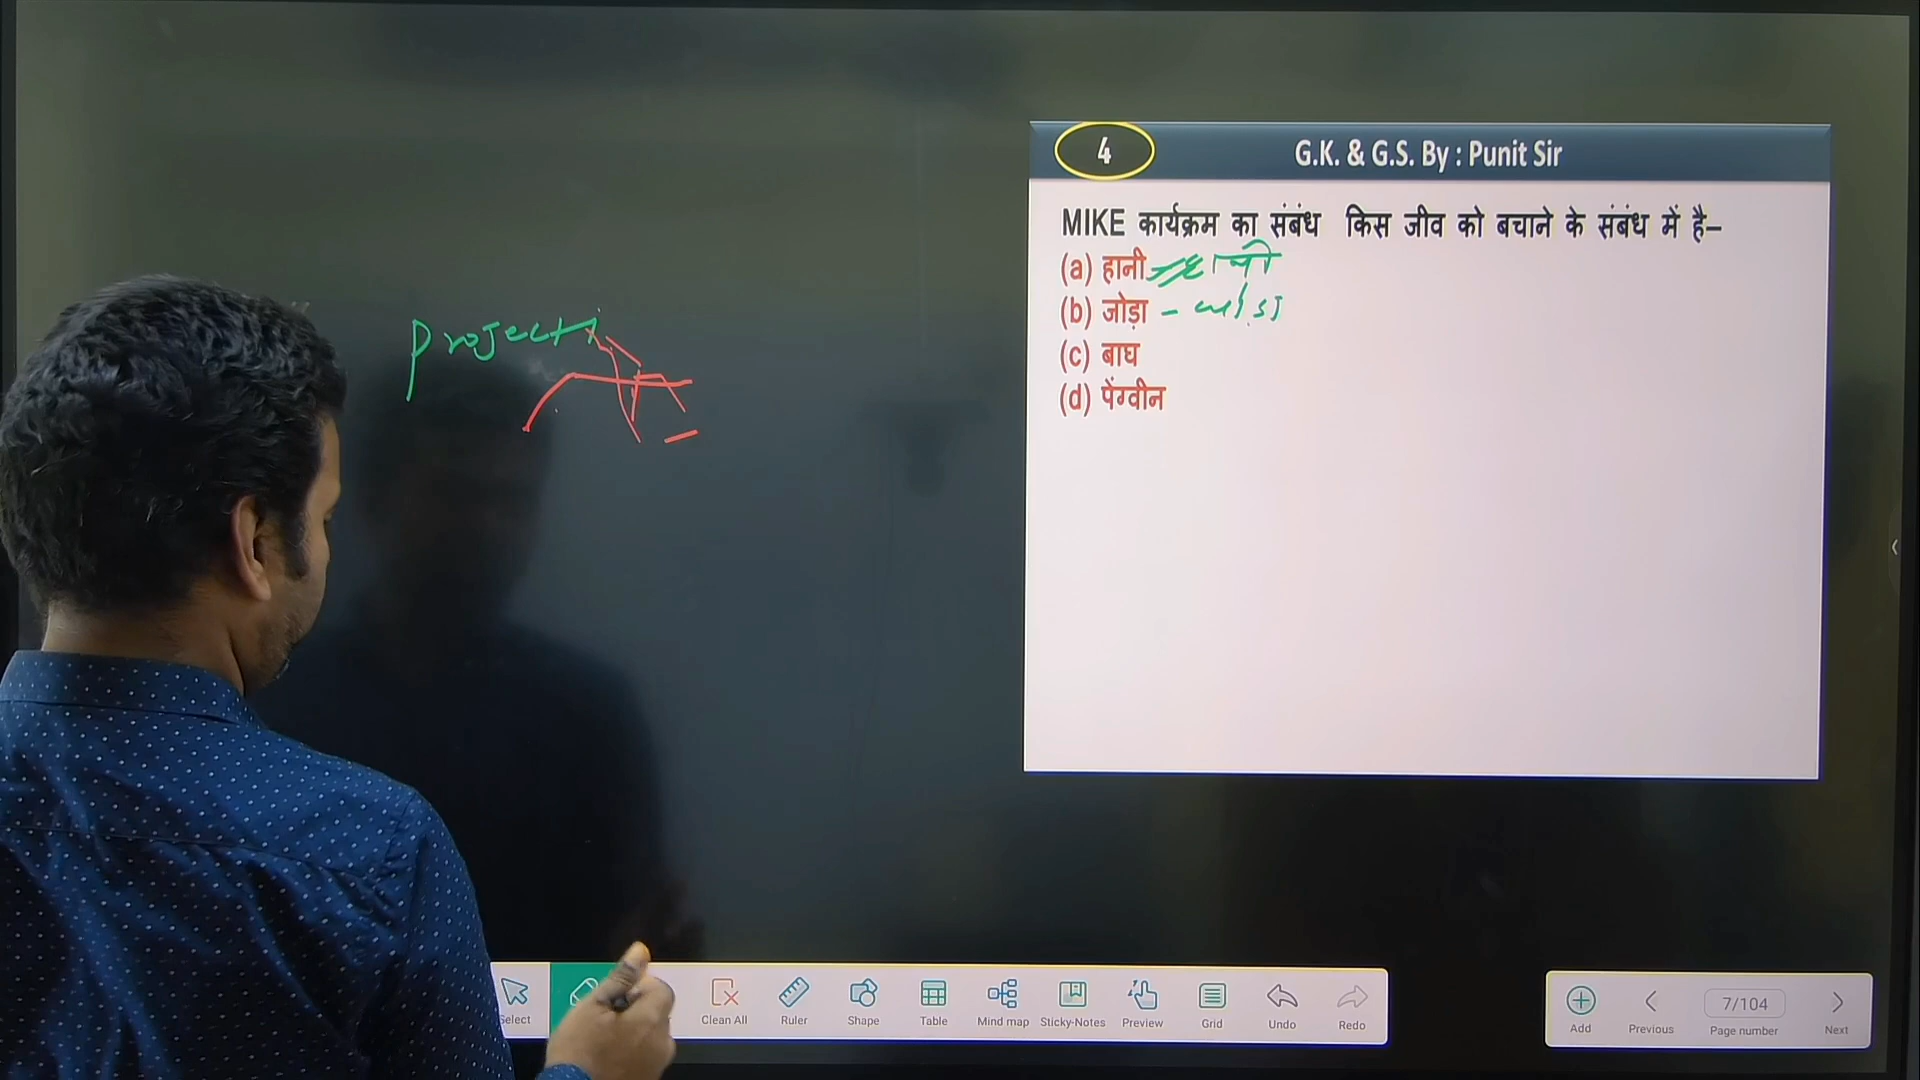 4
G.K. & G.S. By : Punit Sir
MIKE कार्यक्रम का संबंध किस जीव को बचाने के संबंध में है–
(a) हानी हाथी
(b) जोड़ा –
(c) बाघ
(d) पेंग्वीन
Project
Select
Clean All
Ruler
Shape
Table
Mind map
Sticky-Notes
Preview
Grid
Undo
Redo
Add
Previous
7/104
Page number
Next